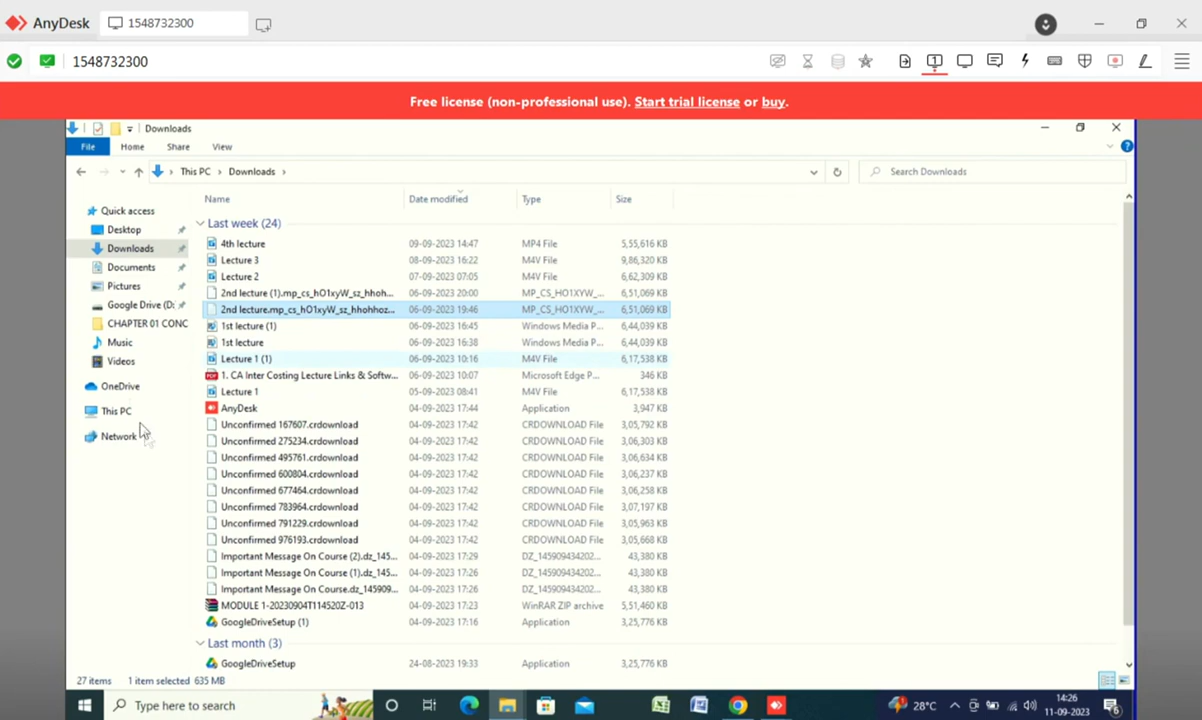 AnyDesk 1548732300
1548732300
Free license (non-professional use). Start trial license or buy.
Downloads
File Home Share View
This PC Downloads Search Downloads
Name Date modified Type Size
Quick access
Desktop
Downloads
Documents
Pictures
Google Drive (D:
CHAPTER 01 CONC
Music
Videos
OneDrive
This PC
Network
Last week (24)
4th lecture 09-09-2023 14:47 MP4 File 5,55,616 KB
Lecture 3 08-09-2023 16:22 M4V File 9,86,320 KB
Lecture 2 07-09-2023 07:05 M4V File 6,62,309 KB
2nd lecture (1).mp_cs_hO1xyW_sz_hhoh... 06-09-2023 20:00 MP_CS_HO1XYW_... 6,51,069 KB
2nd lecture.mp_cs_hO1xyW_sz_hhohhoz... 06-09-2023 19:46 MP_CS_HO1XYW_... 6,51,069 KB
1st lecture (1) 06-09-2023 16:45 Windows Media P... 6,44,039 KB
1st lecture 06-09-2023 16:38 Windows Media P... 6,44,039 KB
Lecture 1 (1) 06-09-2023 10:16 M4V File 6,17,538 KB
1. CA Inter Costing Lecture Links & Softw... 06-09-2023 10:07 Microsoft Edge P... 346 KB
Lecture 1 05-09-2023 08:41 M4V File 6,17,538 KB
AnyDesk 04-09-2023 17:44 Application 3,947 KB
Unconfirmed 167607.crdownload 04-09-2023 17:42 CRDOWNLOAD File 3,05,792 KB
Unconfirmed 275234.crdownload 04-09-2023 17:42 CRDOWNLOAD File 3,06,303 KB
Unconfirmed 495761.crdownload 04-09-2023 17:42 CRDOWNLOAD File 3,06,634 KB
Unconfirmed 600804.crdownload 04-09-2023 17:42 CRDOWNLOAD File 3,06,237 KB
Unconfirmed 677464.crdownload 04-09-2023 17:42 CRDOWNLOAD File 3,06,258 KB
Unconfirmed 783964.crdownload 04-09-2023 17:42 CRDOWNLOAD File 3,07,197 KB
Unconfirmed 791229.crdownload 04-09-2023 17:42 CRDOWNLOAD File 3,05,963 KB
Unconfirmed 976193.crdownload 04-09-2023 17:42 CRDOWNLOAD File 3,05,668 KB
Important Message On Course (2).dz_145... 04-09-2023 17:29 DZ_145909434202... 43,380 KB
Important Message On Course (1).dz_145... 04-09-2023 17:26 DZ_145909434202... 43,380 KB
Important Message On Course.dz_145909... 04-09-2023 17:26 DZ_145909434202... 43,380 KB
MODULE 1-20230904T114520Z-013 04-09-2023 17:23 WinRAR ZIP archive 5,51,460 KB
GoogleDriveSetup (1) 04-09-2023 17:16 Application 3,25,776 KB
Last month (3)
GoogleDriveSetup 24-08-2023 19:33 Application 3,25,776 KB
27 items 1 item selected 635 MB
Type here to search 28°C 14:26
11-09-2023